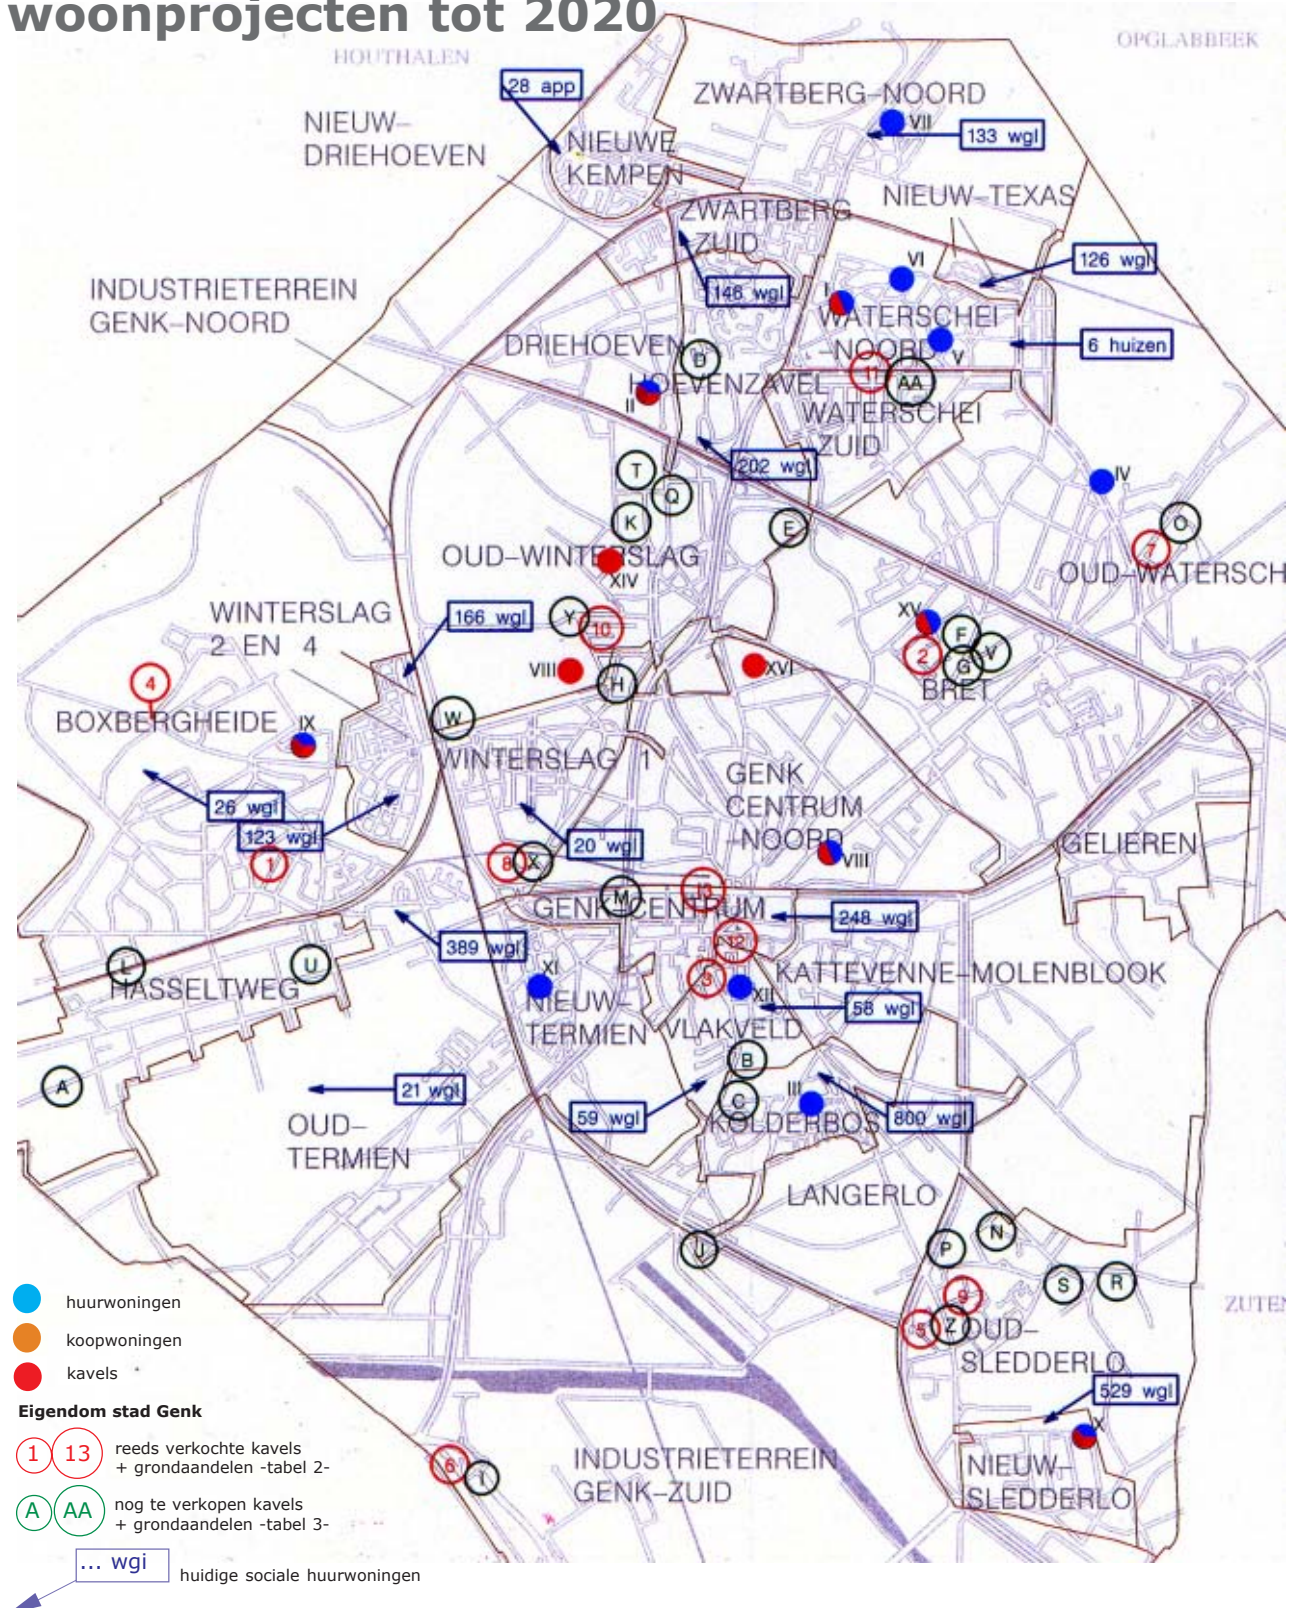 woonprojecten tot 2020
HOUTHALEN
OPGLABBEEK
28 app
ZWARTBERG-NOORD
VII
133 wgl
NIEUW-
DRIEHOEVEN
NIEUWE
KEMPEN
NIEUW-TEXAS
ZWARTBERG
ZUID
126 wgl
VI
146 wgl
INDUSTRIETERREIN
GENK-NOORD
I
WATERSCHEI
-NOORD
V
6 huizen
DRIEHOEVEN
D
HOEVENZAVEL
II
11
AA
WATERSCHEI
ZUID
202 wgl
T
Q
K
E
IV
O
7
OUD-WATERSCH
OUD-WINTERSLAG
XIV
WINTERSLAG
2 EN 4
166 wgl
Y
10
XV
F
V
2
G
BRET
VIII
H
XVI
4
BOXBERGHEIDE
IX
W
WINTERSLAG 1
GENK
CENTRUM
-NOORD
VIII
26 wgl
123 wgl
1
20 wgl
8
X
GELIEREN
M
13
GENK-CENTRUM
248 wgl
12
389 wgl
L
U
HASSELTWEG
XI
3
XII
KATTEVENNE-MOLENBLOOK
NIEUW-
TERMIEN
58 wgl
VLAKVELD
A
B
21 wgl
59 wgl
C
III
KOLDERBOS
800 wgl
OUD-
TERMIEN
LANGERLO
N
P
J
S
R
9
5
Z
OUD-
SLEDDERLO
ZUTEN
529 wgl
X
NIEUW-
SLEDDERLO
INDUSTRIETERREIN
GENK-ZUID
6
I
huurwoningen
koopwoningen
kavels
Eigendom stad Genk
1 13 reeds verkochte kavels
+ grondaandelen -tabel 2-
A AA nog te verkopen kavels
+ grondaandelen -tabel 3-
... wgi huidige sociale huurwoningen